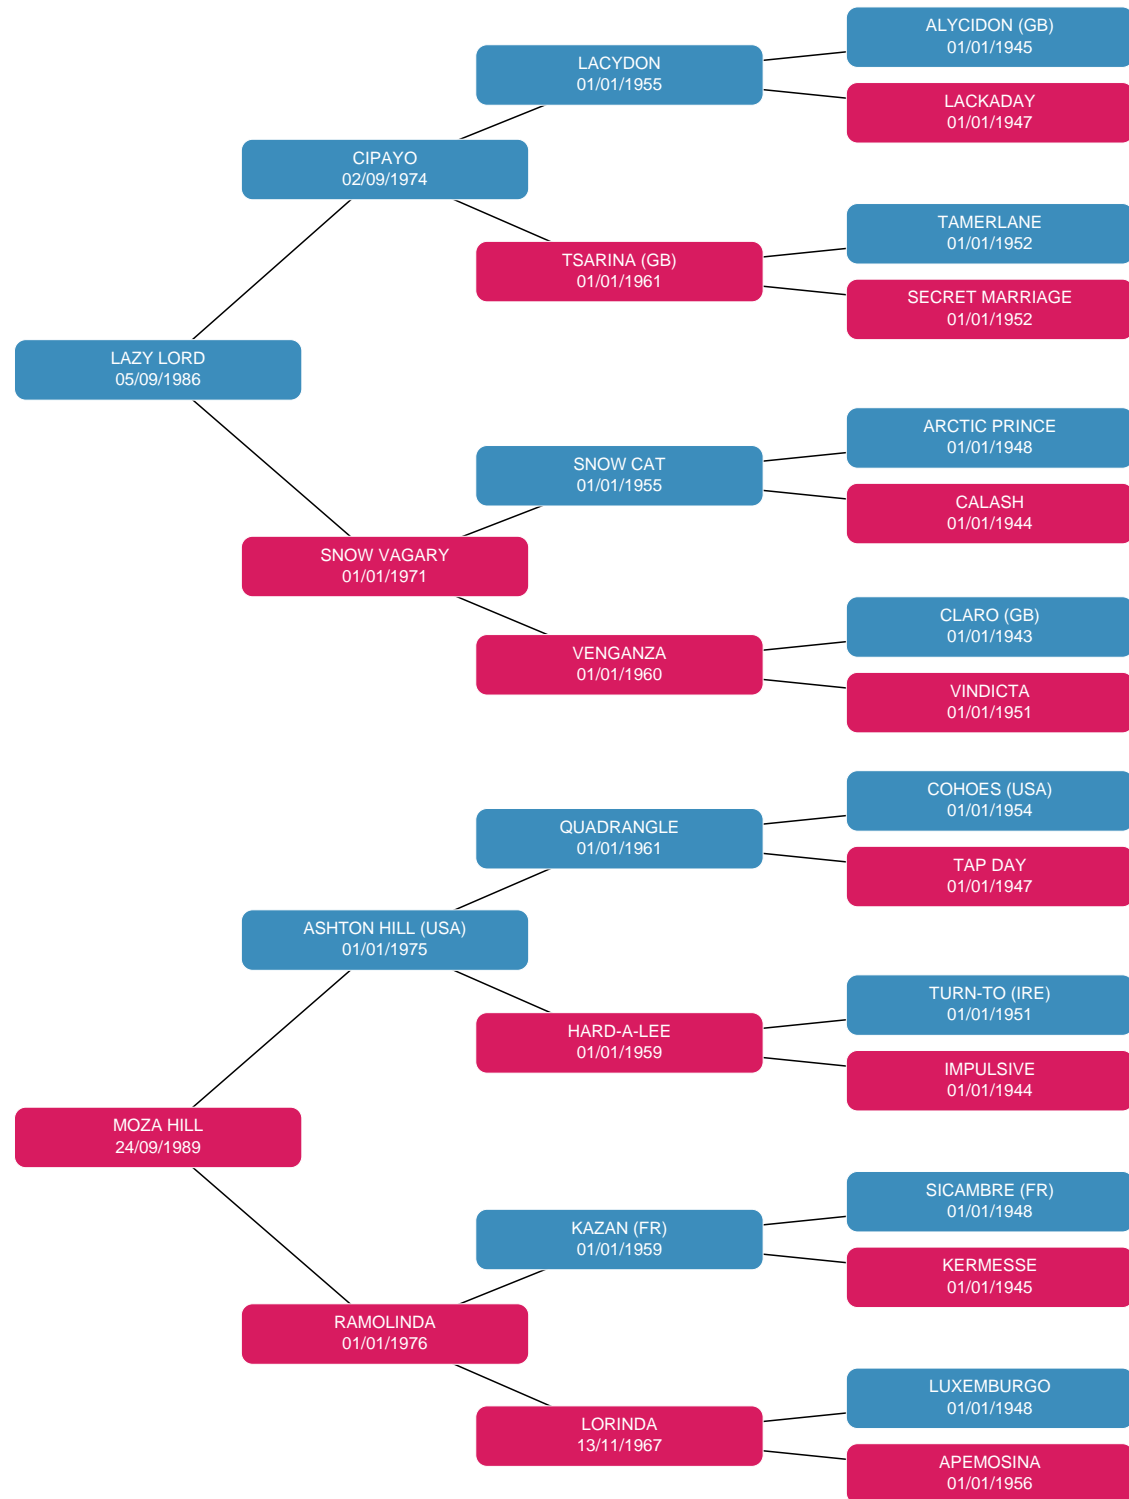 ALYCIDON (GB)
01/01/1945
LACYDON
01/01/1955
LACKADAY
01/01/1947
CIPAYO
02/09/1974
TAMERLANE
01/01/1952
TSARINA (GB)
01/01/1961
SECRET MARRIAGE
01/01/1952
LAZY LORD
05/09/1986
ARCTIC PRINCE
01/01/1948
SNOW CAT
01/01/1955
CALASH
01/01/1944
SNOW VAGARY
01/01/1971
CLARO (GB)
01/01/1943
VENGANZA
01/01/1960
VINDICTA
01/01/1951
COHOES (USA)
01/01/1954
QUADRANGLE
01/01/1961
TAP DAY
01/01/1947
ASHTON HILL (USA)
01/01/1975
TURN-TO (IRE)
01/01/1951
HARD-A-LEE
01/01/1959
IMPULSIVE
01/01/1944
MOZA HILL
24/09/1989
SICAMBRE (FR)
01/01/1948
KAZAN (FR)
01/01/1959
KERMESSE
01/01/1945
RAMOLINDA
01/01/1976
LUXEMBURGO
01/01/1948
LORINDA
13/11/1967
APEMOSINA
01/01/1956